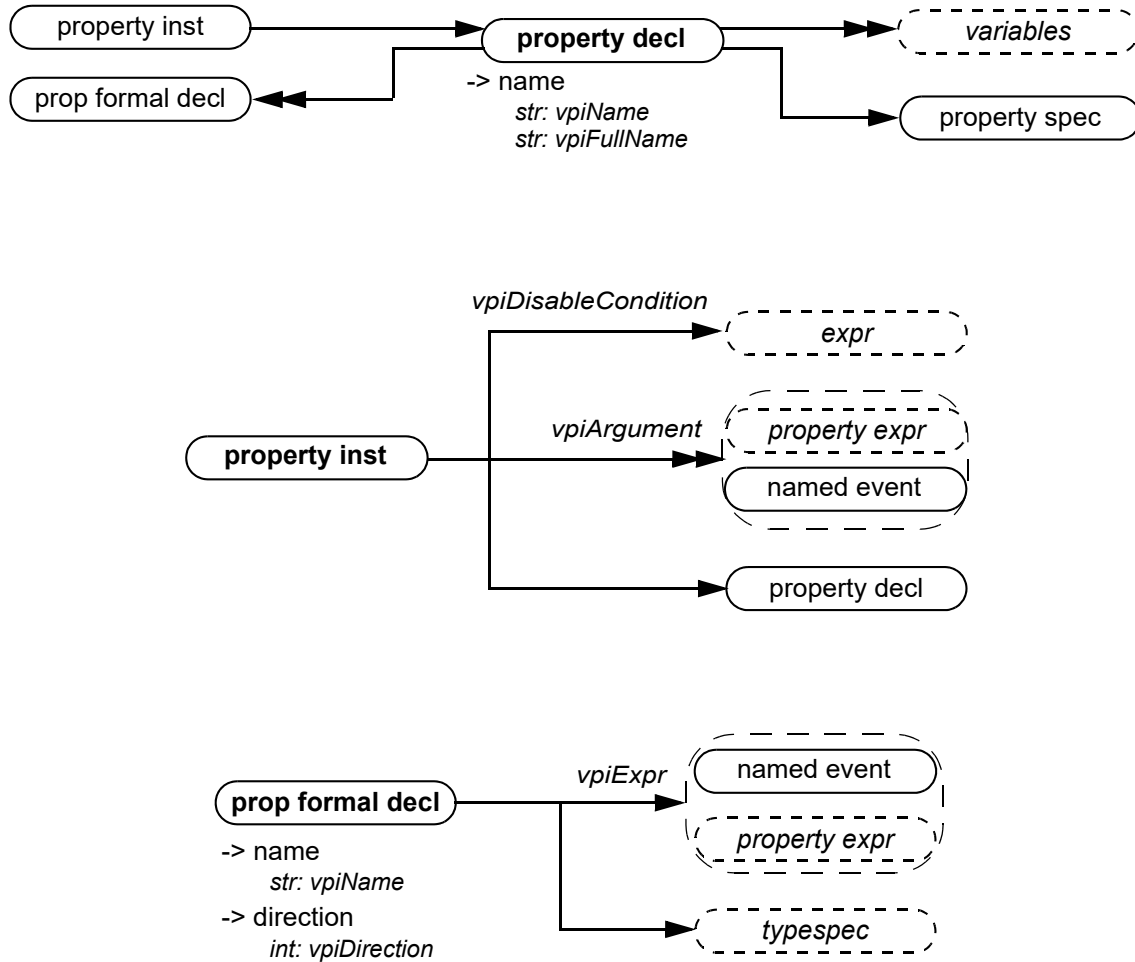 property inst
property decl
variables
prop formal decl
-> name
str: vpiName
str: vpiFullName
property spec
vpiDisableCondition
expr
vpiArgument
property expr
property inst
named event
property decl
vpiExpr
named event
prop formal decl
property expr
-> name
str: vpiName
-> direction
int: vpiDirection
typespec